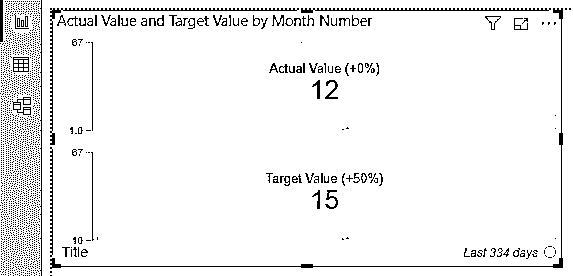 Actual Value and Target Value by Month Number
67
Actual Value (+0%)
12
1.0
67
Target Value (+50%)
15
10
Title
Last 334 days